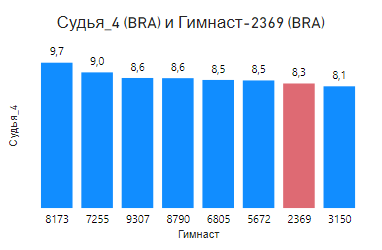 Судья_4 (BRA) и Гимнаст-2369 (BRA)
9,7 9,0 8,6 8,6 8,5 8,5 8,3 8,1
Судья_4
8173 7255 9307 8790 6805 5672 2369 3150
Гимнаст